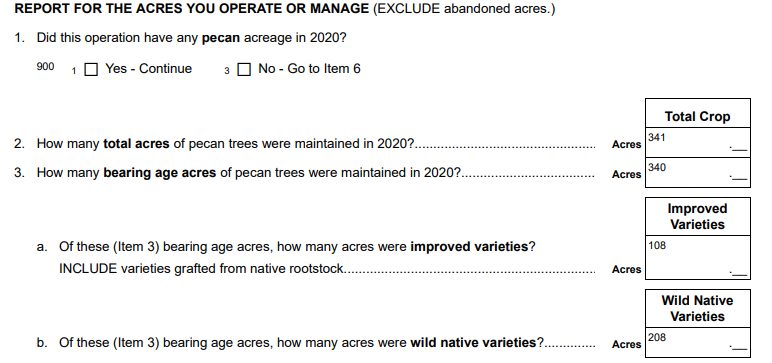 REPORT FOR THE ACRES YOU OPERATE OR MANAGE (EXCLUDE abandoned acres.)
1. Did this operation have any pecan acreage in 2020?
900 1 Yes - Continue 3 No - Go to Item 6
Total Crop
2. How many total acres of pecan trees were maintained in 2020?.................................................. Acres 341 .__
3. How many bearing age acres of pecan trees were maintained in 2020?..................................... Acres 340 .__
Improved
Varieties
a. Of these (Item 3) bearing age acres, how many acres were improved varieties? 108
INCLUDE varieties grafted from native rootstock...................................................................... Acres .__
Wild Native
Varieties
b. Of these (Item 3) bearing age acres, how many acres were wild native varieties?.............. Acres 208 .__